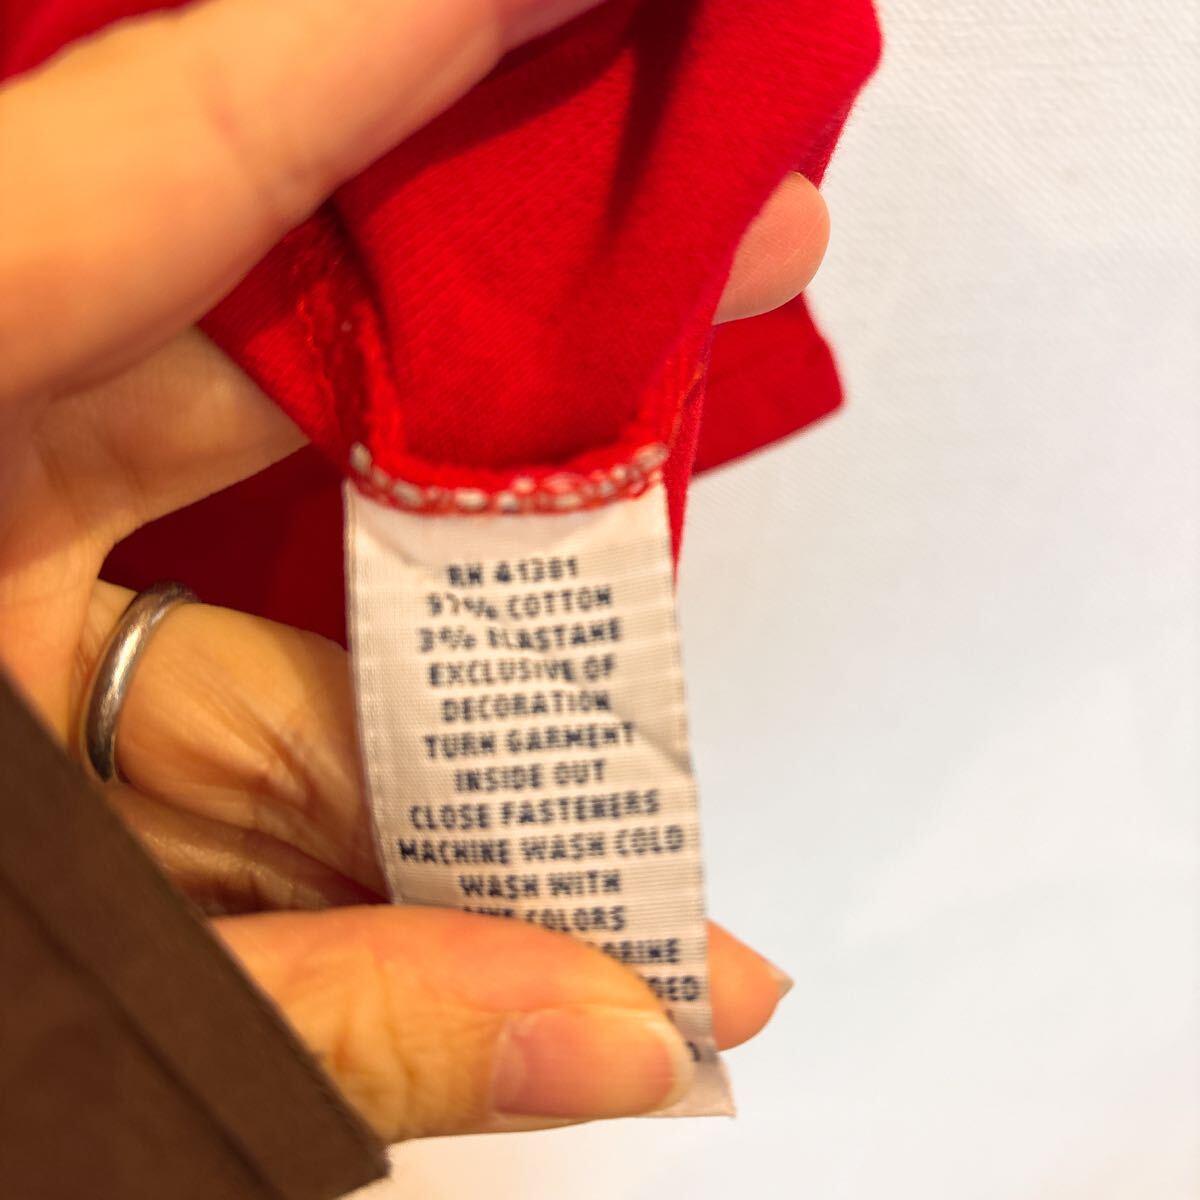 RN 41381
97% COTTON
3% ELASTANE
EXCLUSIVE OF
DECORATION
TURN GARMENT
INSIDE OUT
CLOSE FASTENERS
MACHINE WASH COLD
WASH WITH
COLORS